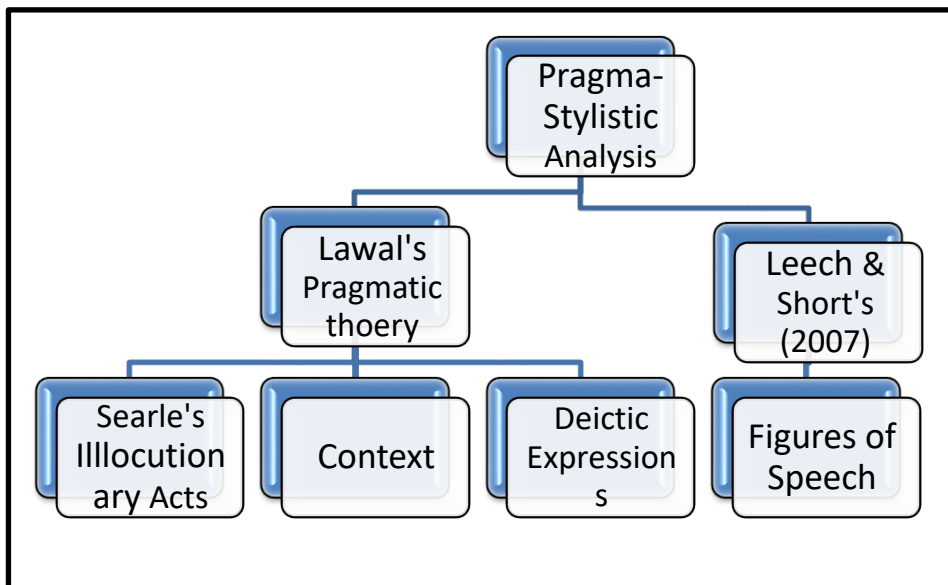 Pragma-
Stylistic
Analysis
Lawal's
Pragmatic
thoery
Leech &
Short's
(2007)
Searle's
Illlocution
ary Acts
Context
Deictic
Expression
s
Figures of
Speech